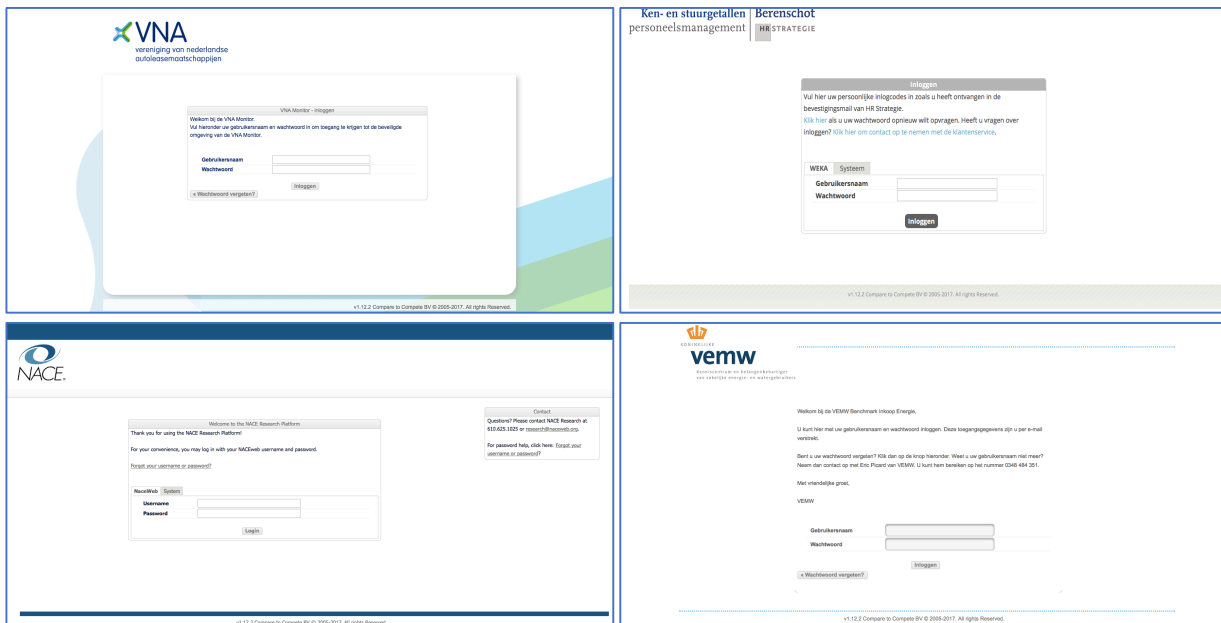 VNA
vereniging van nederlandse
autoleasemaatschappijen
VNA Monitor - inloggen
Welkom bij de VNA Monitor.
Vul hieronder uw gebruikersnaam en wachtwoord in om toegang te krijgen tot de beveiligde
omgeving van de VNA Monitor.
Gebruikersnaam
Wachtwoord
Inloggen
« Wachtwoord vergeten?
v1.12.2 Compare to Compete BV © 2005-2017. All rights Reserved.
Ken- en stuurgetallen Berenschot
personeelsmanagement HR STRATEGIE
Inloggen
Vul hier uw persoonlijke inlogcodes in zoals u heeft ontvangen in de
bevestigingsmail van HR Strategie.
Klik hier als u uw wachtwoord opnieuw wilt opvragen. Heeft u vragen over
inloggen? Klik hier om contact op te nemen met de klantenservice.
WEKA Systeem
Gebruikersnaam
Wachtwoord
Inloggen
v1.12.2 Compare to Compete BV © 2005-2017. All rights Reserved.
NACE.
Contact
Questions? Please contact NACE Research at
610.625.1025 or research@naceweb.org.
For password help, click here: Forgot your
username or password?
Welcome to the NACE Research Platform
Thank you for using the NACE Research Platform!
For your convenience, you may log in with your NACEweb username and password.
Forgot your username or password?
NaceWeb System
Username
Password
Login
v1.12.2 Compare to Compete BV © 2005-2017. All rights Reserved.
KONINKLIJKE
vemw
kenniscentrum en belangenbehartiger
van zakelijke energie- en watergebruikers
Welkom bij de VEMW Benchmark Inkoop Energie,
U kunt hier met uw gebruikersnaam en wachtwoord inloggen. Deze toegangsgegevens zijn u per e-mail
verstrekt.
Bent u uw wachtwoord vergeten? Klik dan op de knop hieronder. Weet u uw gebruikersnaam niet meer?
Neem dan contact op met Eric Picard van VEMW. U kunt hem bereiken op het nummer 0348 484 351.
Met vriendelijke groet,
VEMW
Gebruikersnaam
Wachtwoord
Inloggen
« Wachtwoord vergeten?
v1.12.2 Compare to Compete BV © 2005-2017. All rights Reserved.